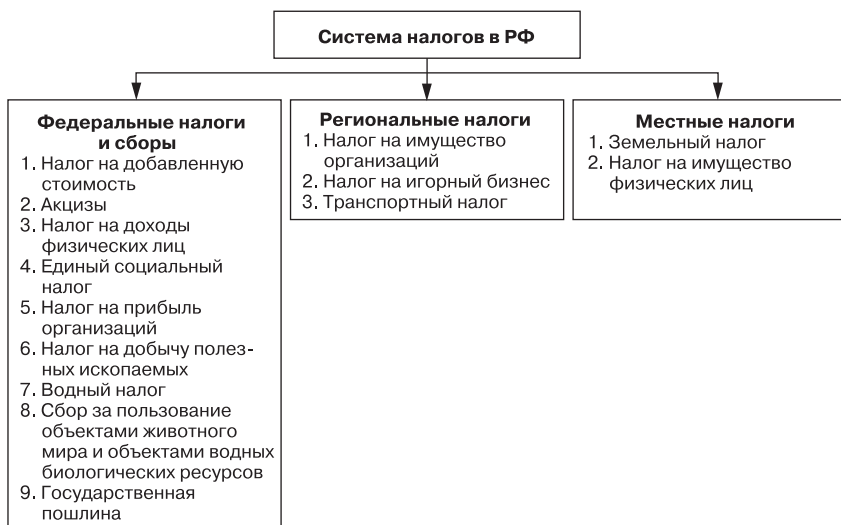 Система налогов в РФ
Федеральные налоги
и сборы
1. Налог на добавленную
стоимость
2. Акцизы
3. Налог на доходы
физических лиц
4. Единый социальный
налог
5. Налог на прибыль
организаций
6. Налог на добычу полез-
ных ископаемых
7. Водный налог
8. Сбор за пользование
объектами животного
мира и объектами водных
биологических ресурсов
9. Государственная
пошлина
Региональные налоги
1. Налог на имущество
организаций
2. Налог на игорный бизнес
3. Транспортный налог
Местные налоги
1. Земельный налог
2. Налог на имущество
физических лиц